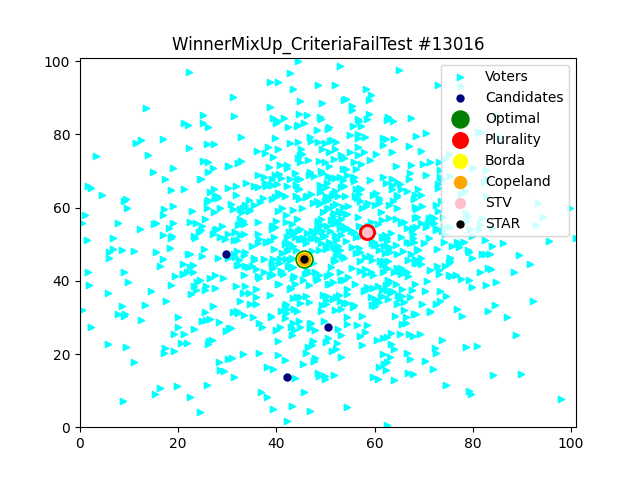 WinnerMixUp_CriteriaFailTest #13016
Voters
Candidates
Optimal
Plurality
Borda
Copeland
STV
STAR
100
80
60
40
20
0
0 20 40 60 80 100